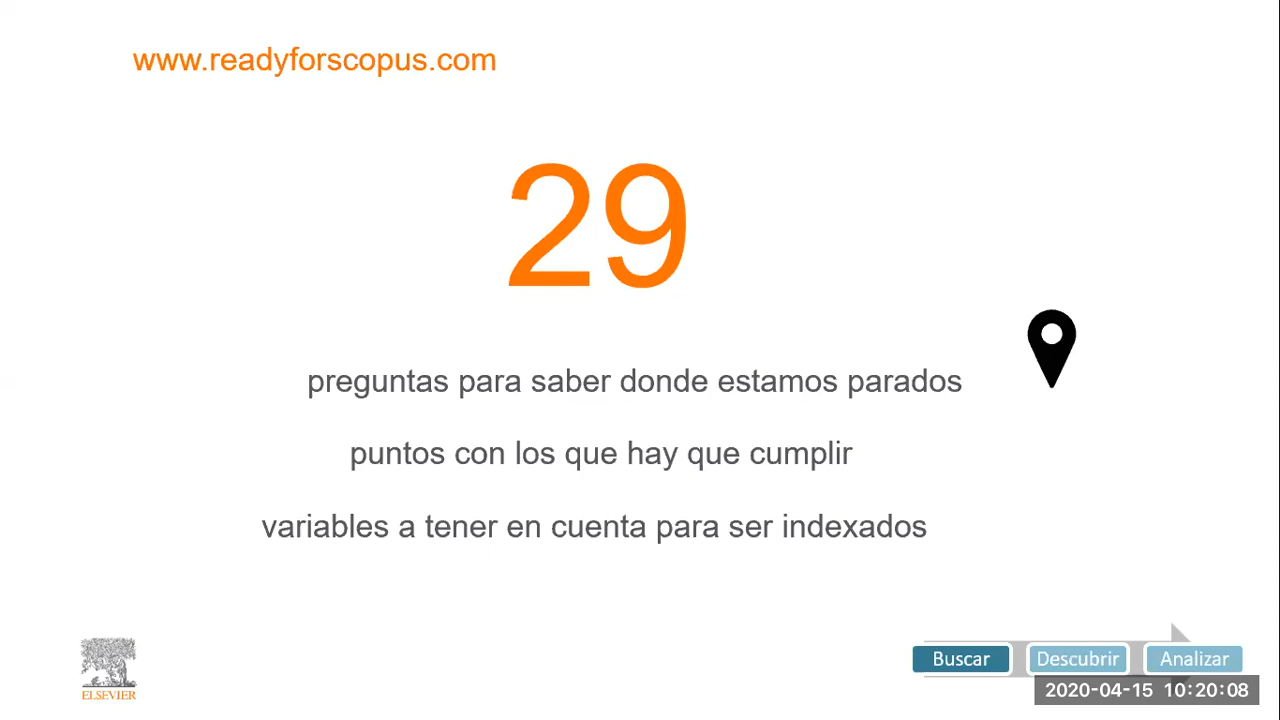 www.readyforscopus.com
29
preguntas para saber donde estamos parados
puntos con los que hay que cumplir
variables a tener en cuenta para ser indexados
ELSEVIER
Buscar Descubrir Analizar
2020-04-15 10:20:08